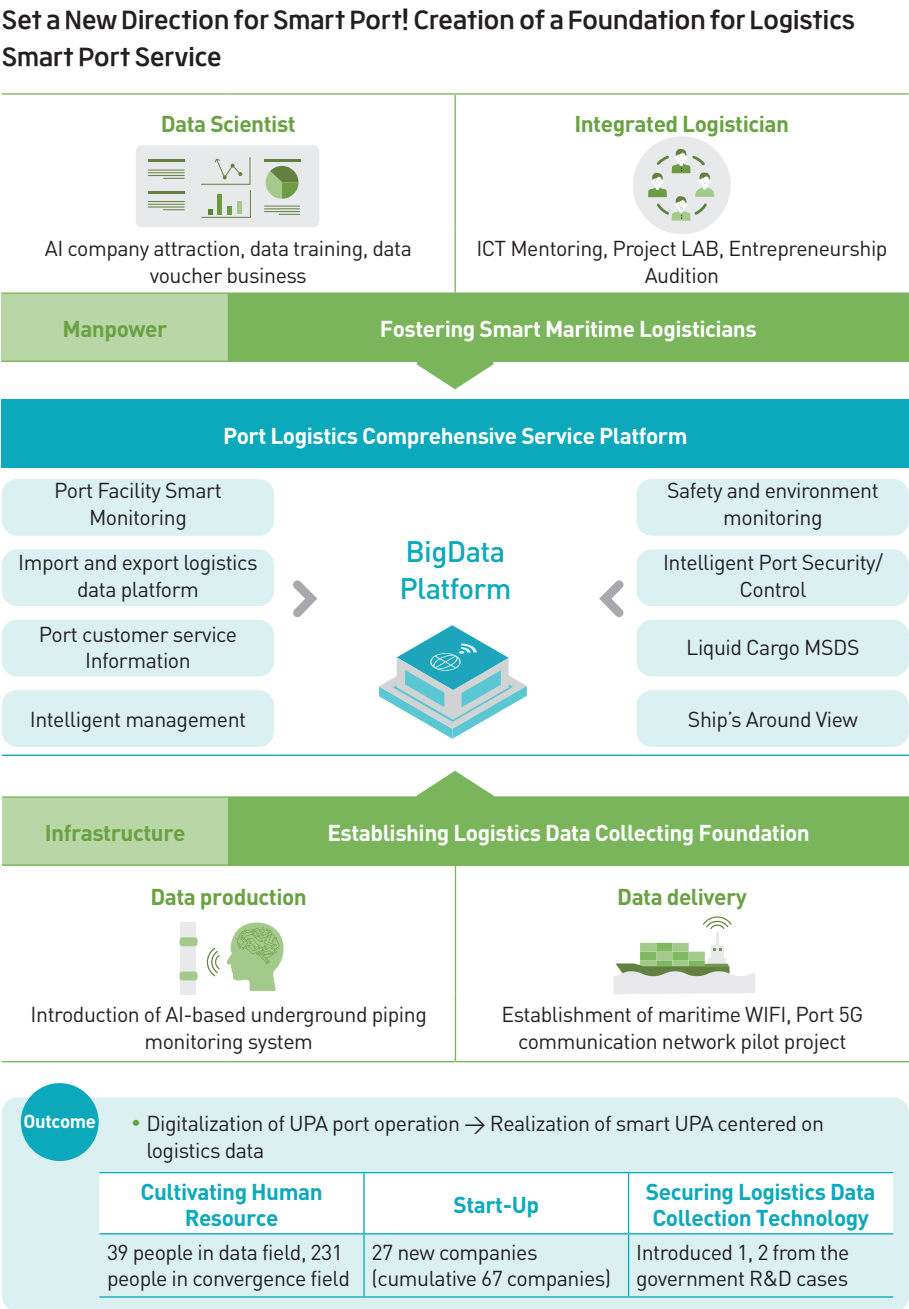 Set a New Direction for Smart Port! Creation of a Foundation for Logistics
Smart Port Service
Data Scientist
AI company attraction, data training, data
voucher business
Integrated Logistician
ICT Mentoring, Project LAB, Entrepreneurship
Audition
Manpower
Fostering Smart Maritime Logisticians
Port Logistics Comprehensive Service Platform
Port Facility Smart
Monitoring
Import and export logistics
data platform
Port customer service
Information
Intelligent management
BigData
Platform
Safety and environment
monitoring
Intelligent Port Security/
Control
Liquid Cargo MSDS
Ship's Around View
Infrastructure
Establishing Logistics Data Collecting Foundation
Data production
Introduction of AI-based underground piping
monitoring system
Data delivery
Establishment of maritime WIFI, Port 5G
communication network pilot project
Outcome
• Digitalization of UPA port operation → Realization of smart UPA centered on
logistics data
Cultivating Human
Resource
Start-Up
Securing Logistics Data
Collection Technology
39 people in data field, 231
people in convergence field
27 new companies
(cumulative 67 companies)
Introduced 1, 2 from the
government R&D cases